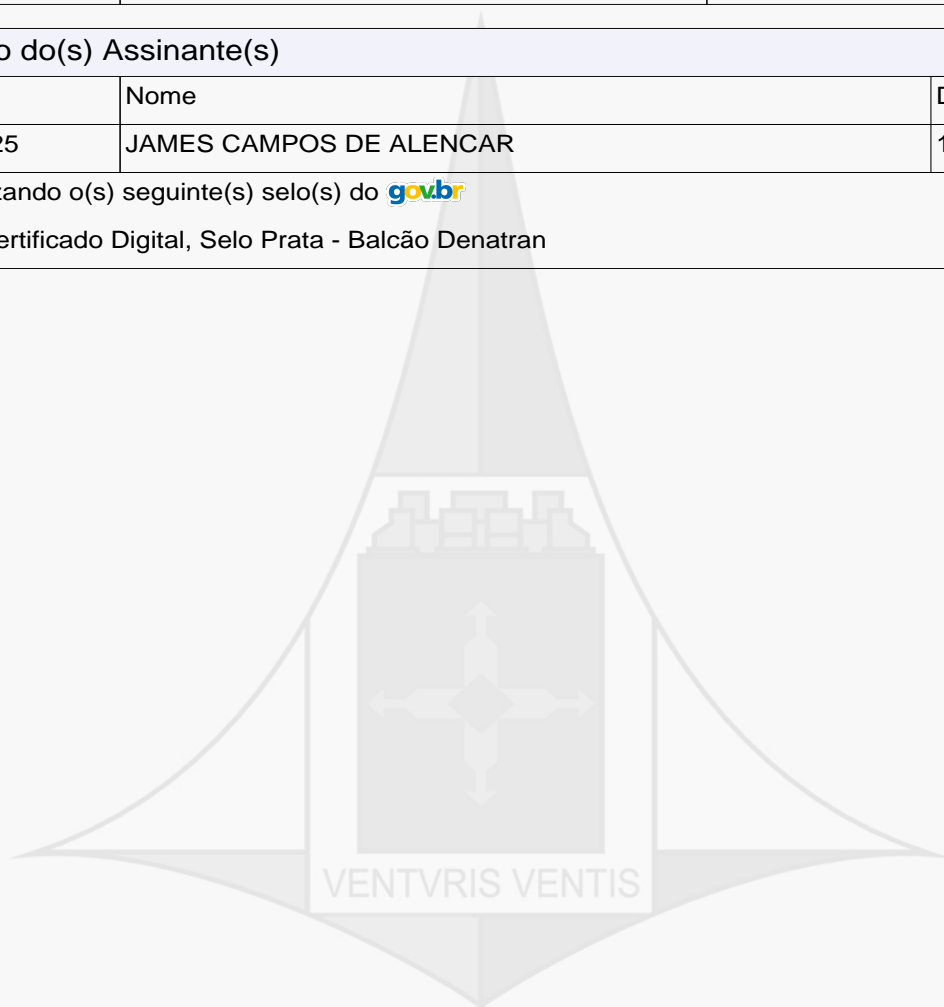 o do(s) Assinante(s)
Nome
25 JAMES CAMPOS DE ALENCAR 1
tando o(s) seguinte(s) selo(s) do gov.br
ertificado Digital, Selo Prata - Balcão Denatran
VENTVRIS VENTIS